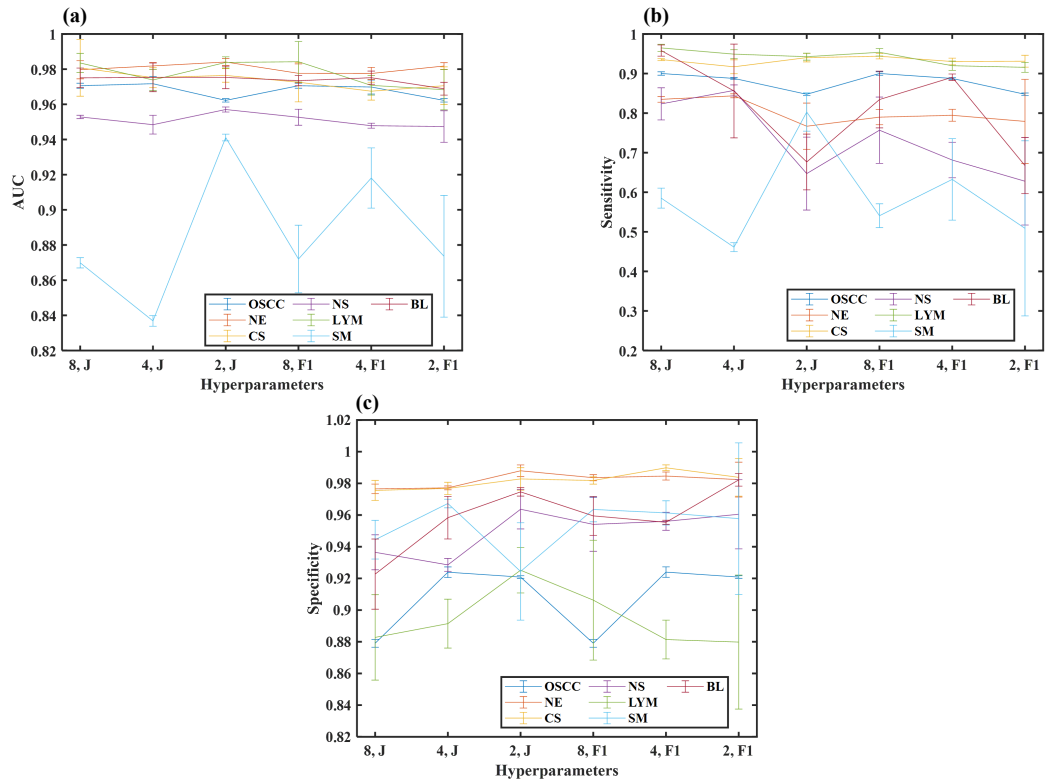 (a)
1
0.98
0.96
0.94
0.92
0.9
0.88
0.86
0.84
0.82
AUC
OSCC NS BL
NE LYM
CS SM
8, J 4, J 2, J 8, F1 4, F1 2, F1
Hyperparameters
(b)
1
0.9
0.8
0.7
0.6
0.5
0.4
0.3
0.2
Sensitivity
OSCC NS BL
NE LYM
CS SM
8, J 4, J 2, J 8, F1 4, F1 2, F1
Hyperparameters
(c)
1.02
1
0.98
0.96
0.94
0.92
0.9
0.88
0.86
0.84
0.82
Specificity
OSCC NS BL
NE LYM
CS SM
8, J 4, J 2, J 8, F1 4, F1 2, F1
Hyperparameters